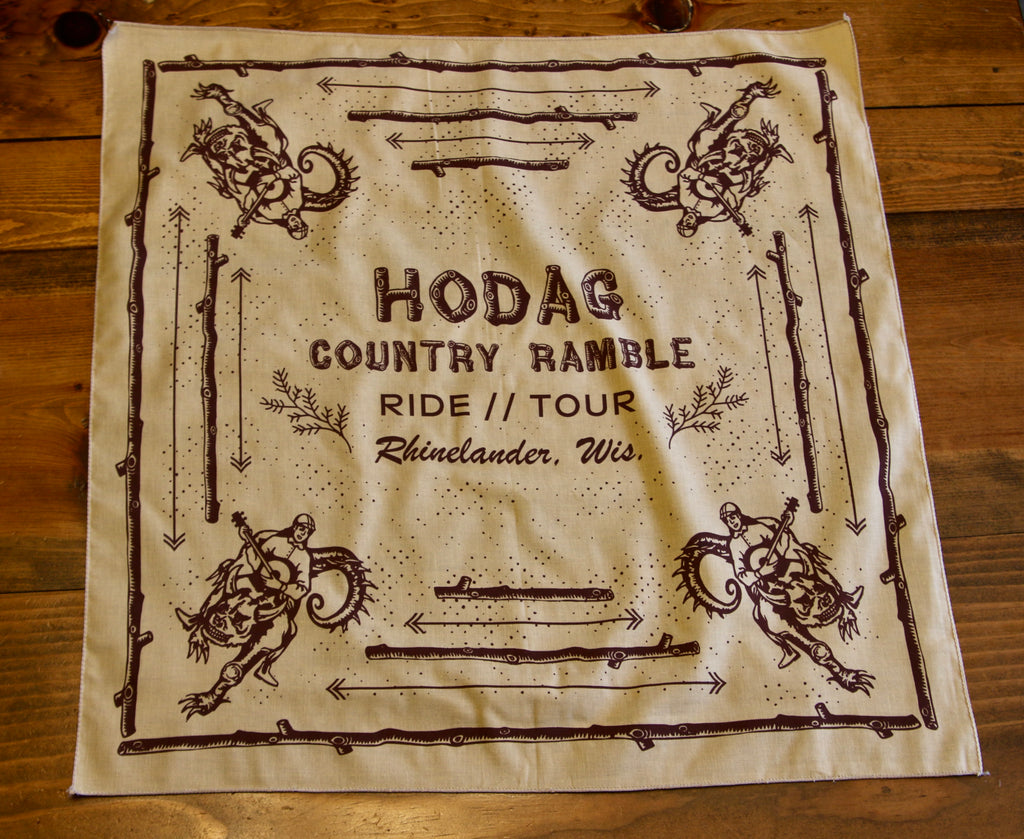 HODAG
COUNTRY RAMBLE
RIDE // TOUR
Rhinelander, Wis.